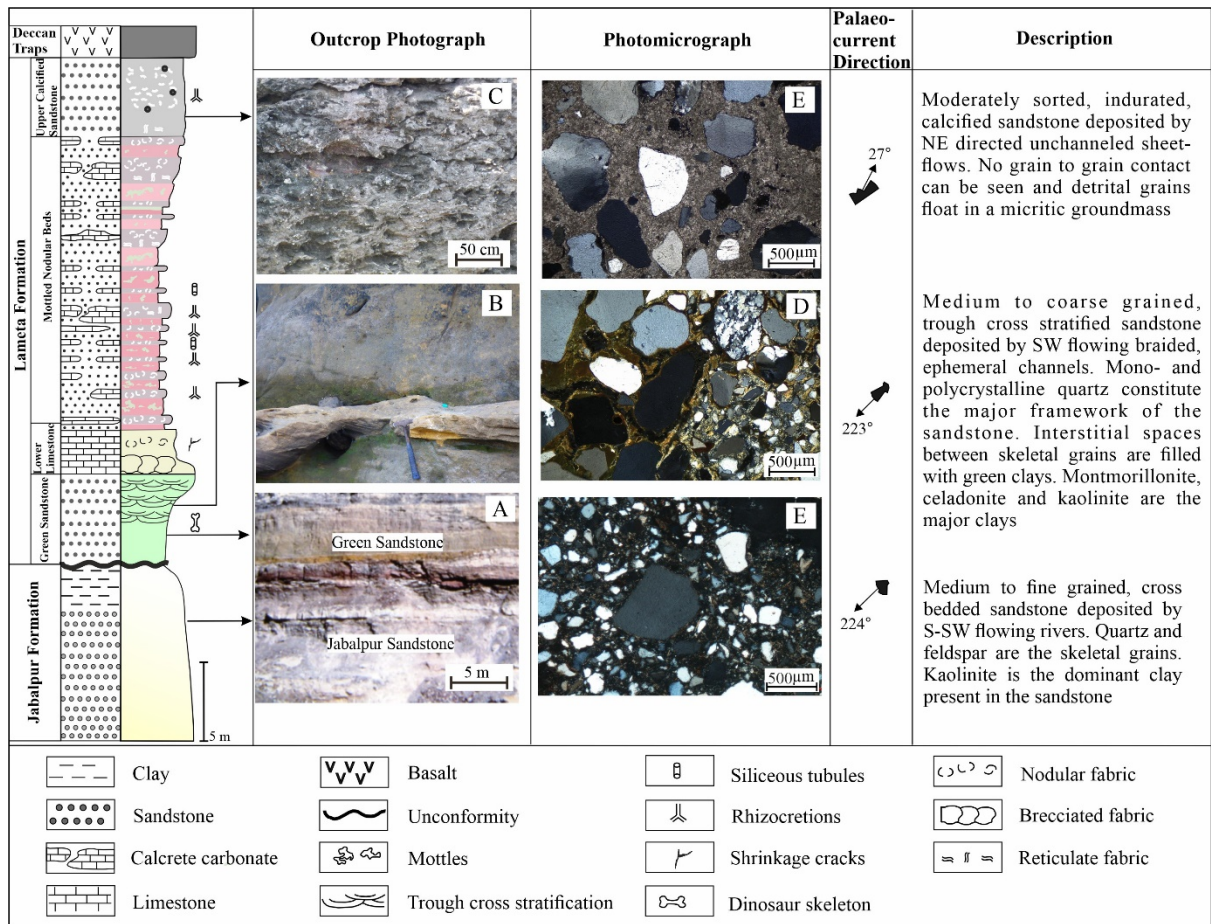 Deccan
Traps
Outcrop Photograph
Photomicrograph
Palaeo-
current
Direction
Description
Lameta Formation
Upper Calcified
Sandstone
Mottled Nodular Beds
Lower
Limestone
Green Sandstone
Jabalpur Formation
5 m
C
50 cm
B
A
Green Sandstone
Jabalpur Sandstone
5 m
E
500µm
D
500µm
E
500µm
27°
223°
224°
Moderately sorted, indurated,
calcified sandstone deposited by
NE directed unchanneled sheet-
flows. No grain to grain contact
can be seen and detrital grains
float in a micritic groundmass
Medium to coarse grained,
trough cross stratified sandstone
deposited by SW flowing braided,
ephemeral channels. Mono- and
polycrystalline quartz constitute
the major framework of the
sandstone. Interstitial spaces
between skeletal grains are filled
with green clays. Montmorillonite,
celadonite and kaolinite are the
major clays
Medium to fine grained, cross
bedded sandstone deposited by
S-SW flowing rivers. Quartz and
feldspar are the skeletal grains.
Kaolinite is the dominant clay
present in the sandstone
Clay
Basalt
Siliceous tubules
Nodular fabric
Sandstone
Unconformity
Rhizocretions
Brecciated fabric
Calcrete carbonate
Mottles
Shrinkage cracks
Reticulate fabric
Limestone
Trough cross stratification
Dinosaur skeleton